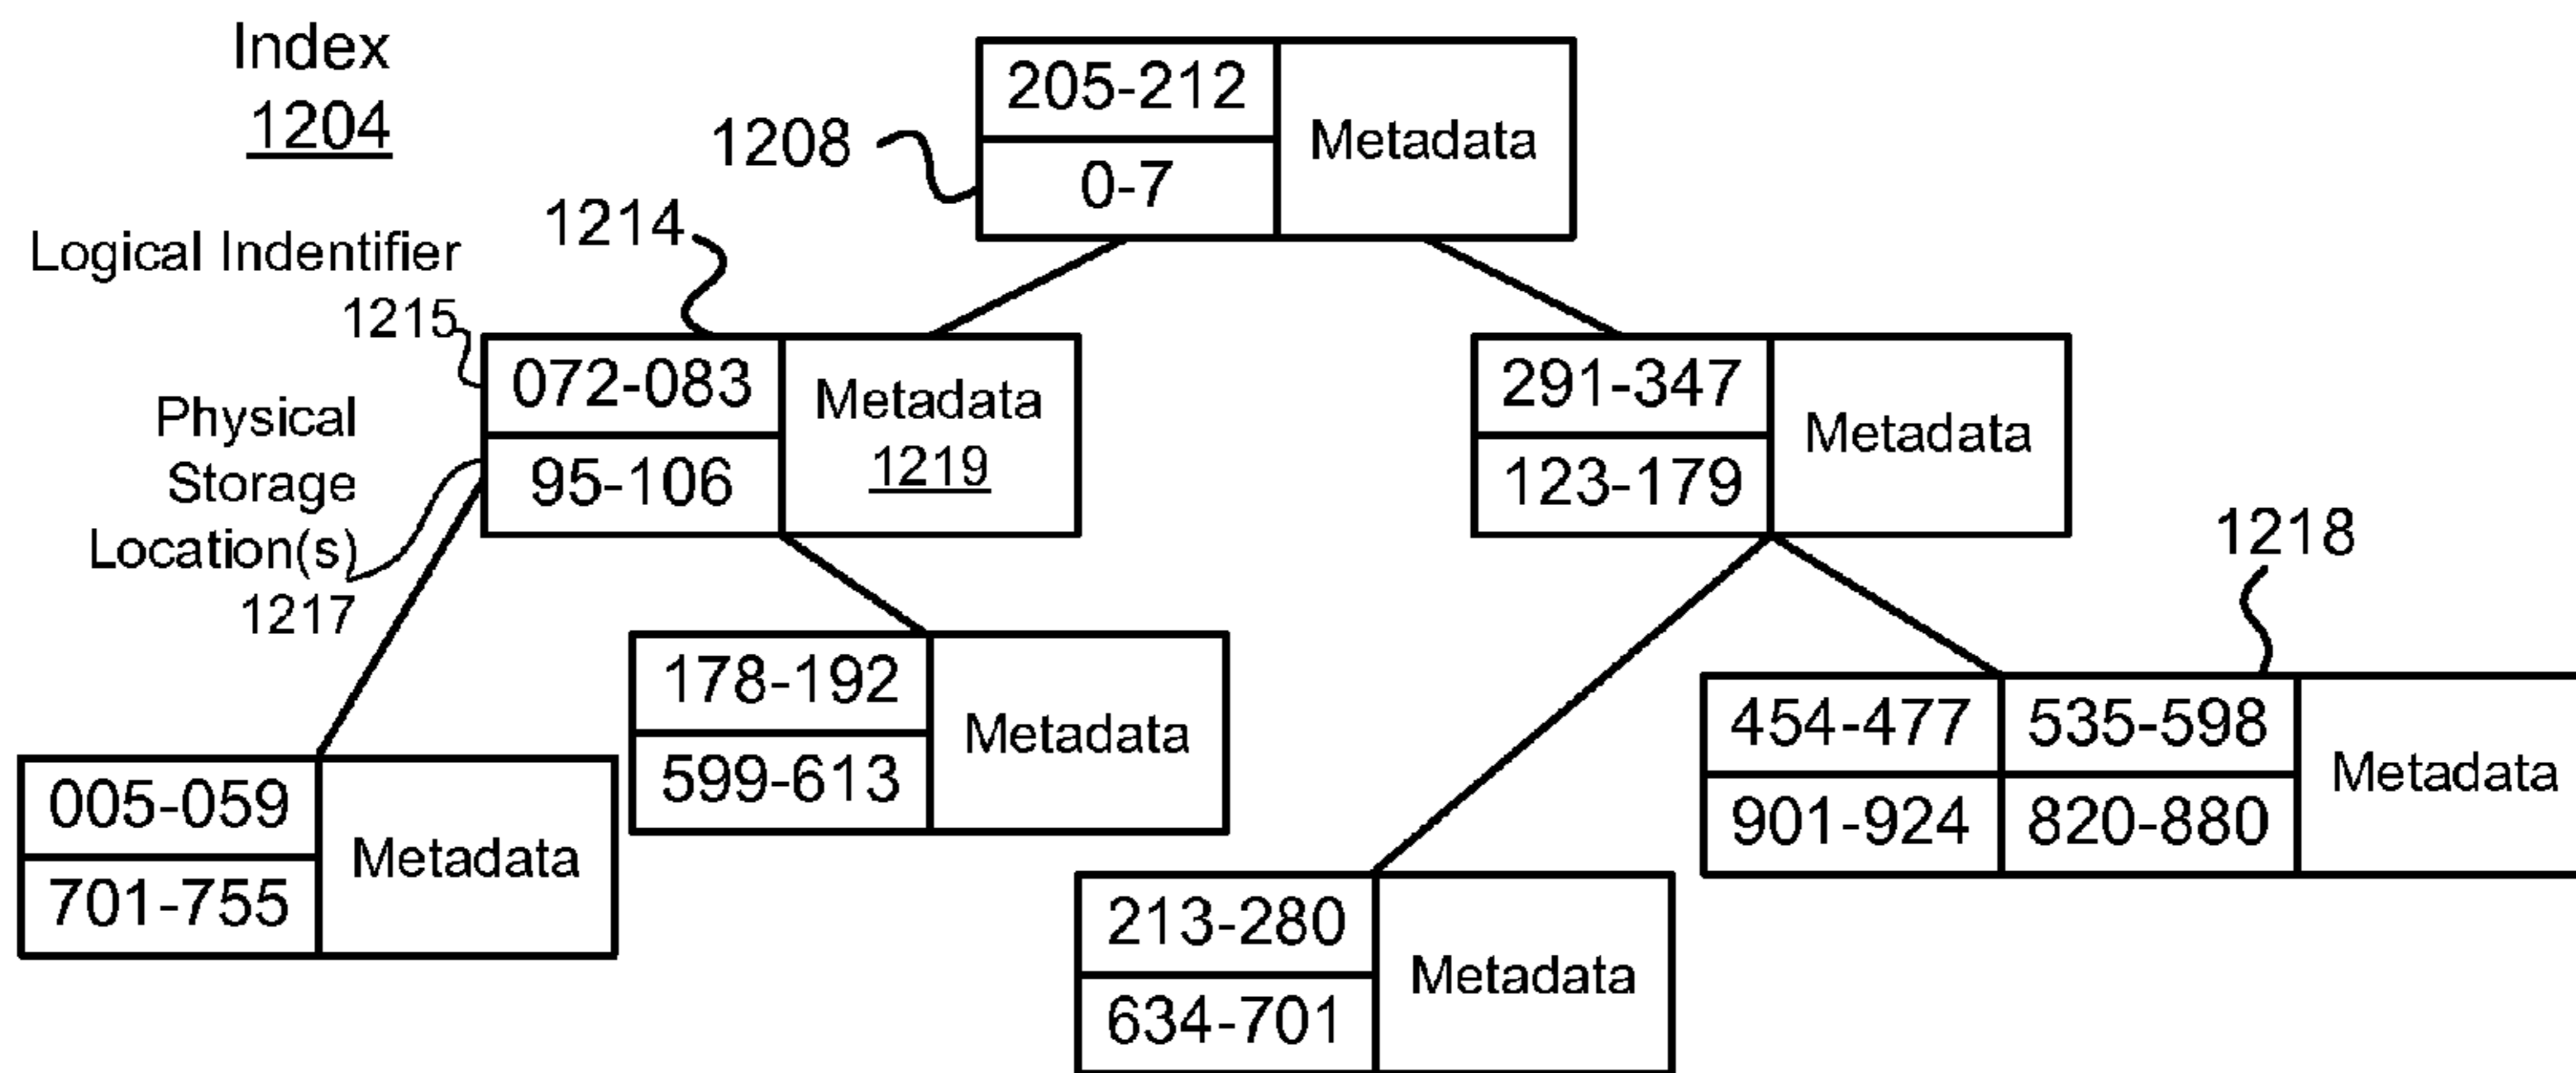 Index
1204
205-212
Metadata
0-7
1208
1214
Logical Indentifier
1215
072-083
Metadata
1219
95-106
Physical
Storage
Location(s)
1217
291-347
Metadata
123-179
1218
178-192
Metadata
599-613
454-477
535-598
Metadata
901-924
820-880
005-059
Metadata
701-755
213-280
Metadata
634-701